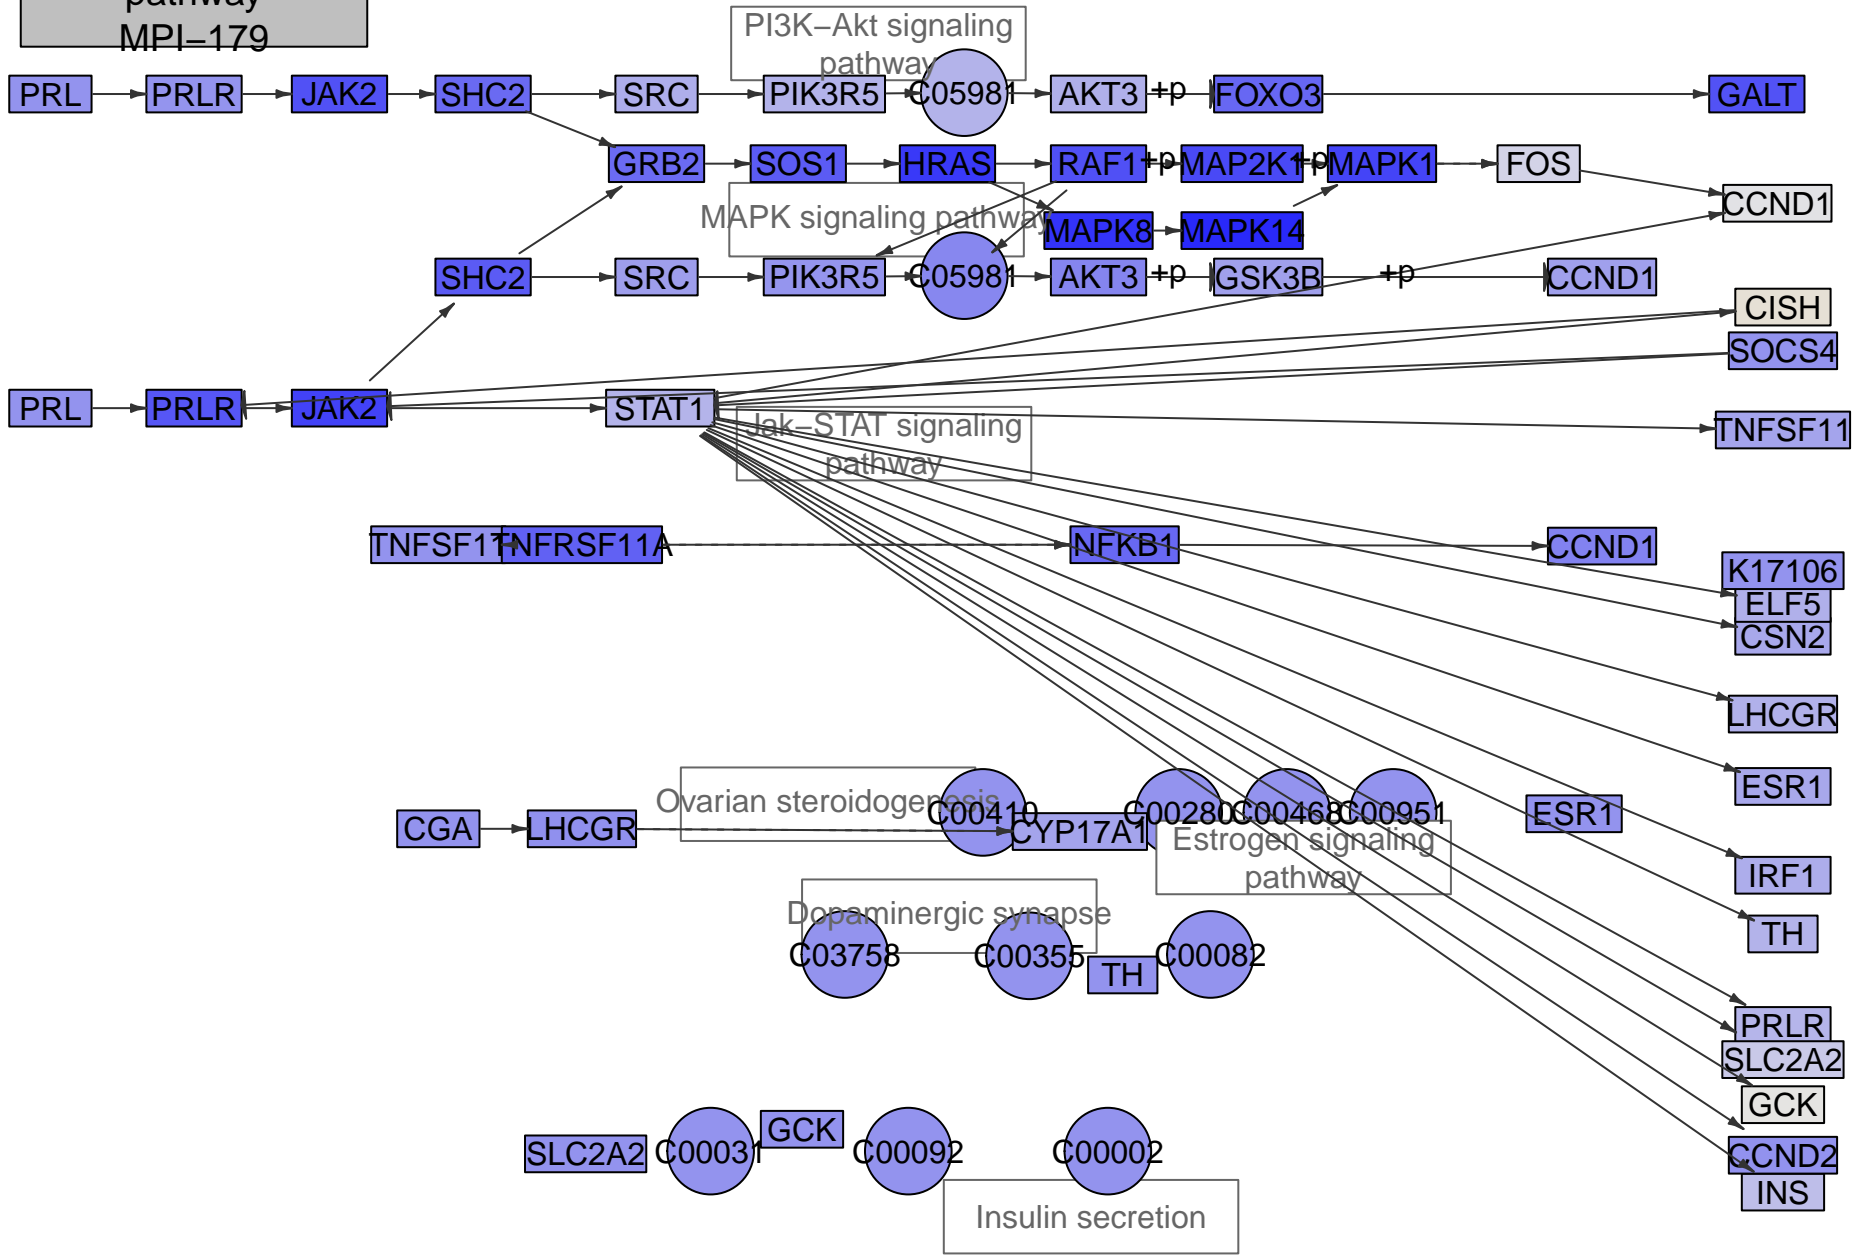 pathway
MPI–179
PI3K–Akt signaling
pathway
PRL
PRLR
JAK2
SHC2
SRC
PIK3R5
C05981
AKT3
+p
FOXO3
GALT
GRB2
SOS1
HRAS
RAF1
+p
MAP2K1
+p
MAPK1
FOS
CCND1
MAPK signaling pathway
MAPK8
MAPK14
SHC2
SRC
PIK3R5
C05981
AKT3
+p
GSK3B
+p
CCND1
CISH
SOCS4
PRL
PRLR
JAK2
STAT1
Jak–STAT signaling
pathway
TNFSF11
TNFSF11
TNFRSF11A
NFKB1
CCND1
K17106
ELF5
CSN2
LHCGR
ESR1
Ovarian steroidogenesis
CGA
LHCGR
C00410
CYP17A1
C00280
C00468
C00951
ESR1
Estrogen signaling
pathway
IRF1
Dopaminergic synapse
TH
C03758
C00355
TH
C00082
PRLR
SLC2A2
GCK
SLC2A2
C00031
GCK
C00092
C00002
CCND2
INS
Insulin secretion